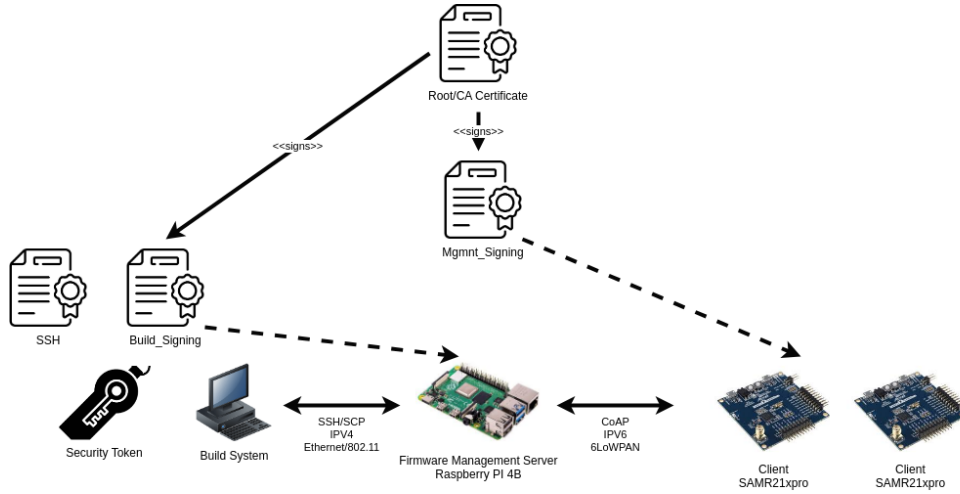 Root/CA Certificate
<<signs>>
<<signs>>
Mgmnt_Signing
SSH
Build_Signing
Security Token
Build System
SSH/SCP
IPV4
Ethernet/802.11
Firmware Management Server
Raspberry PI 4B
CoAP
IPV6
6LoWPAN
Client
SAMR21xpro
Client
SAMR21xpro